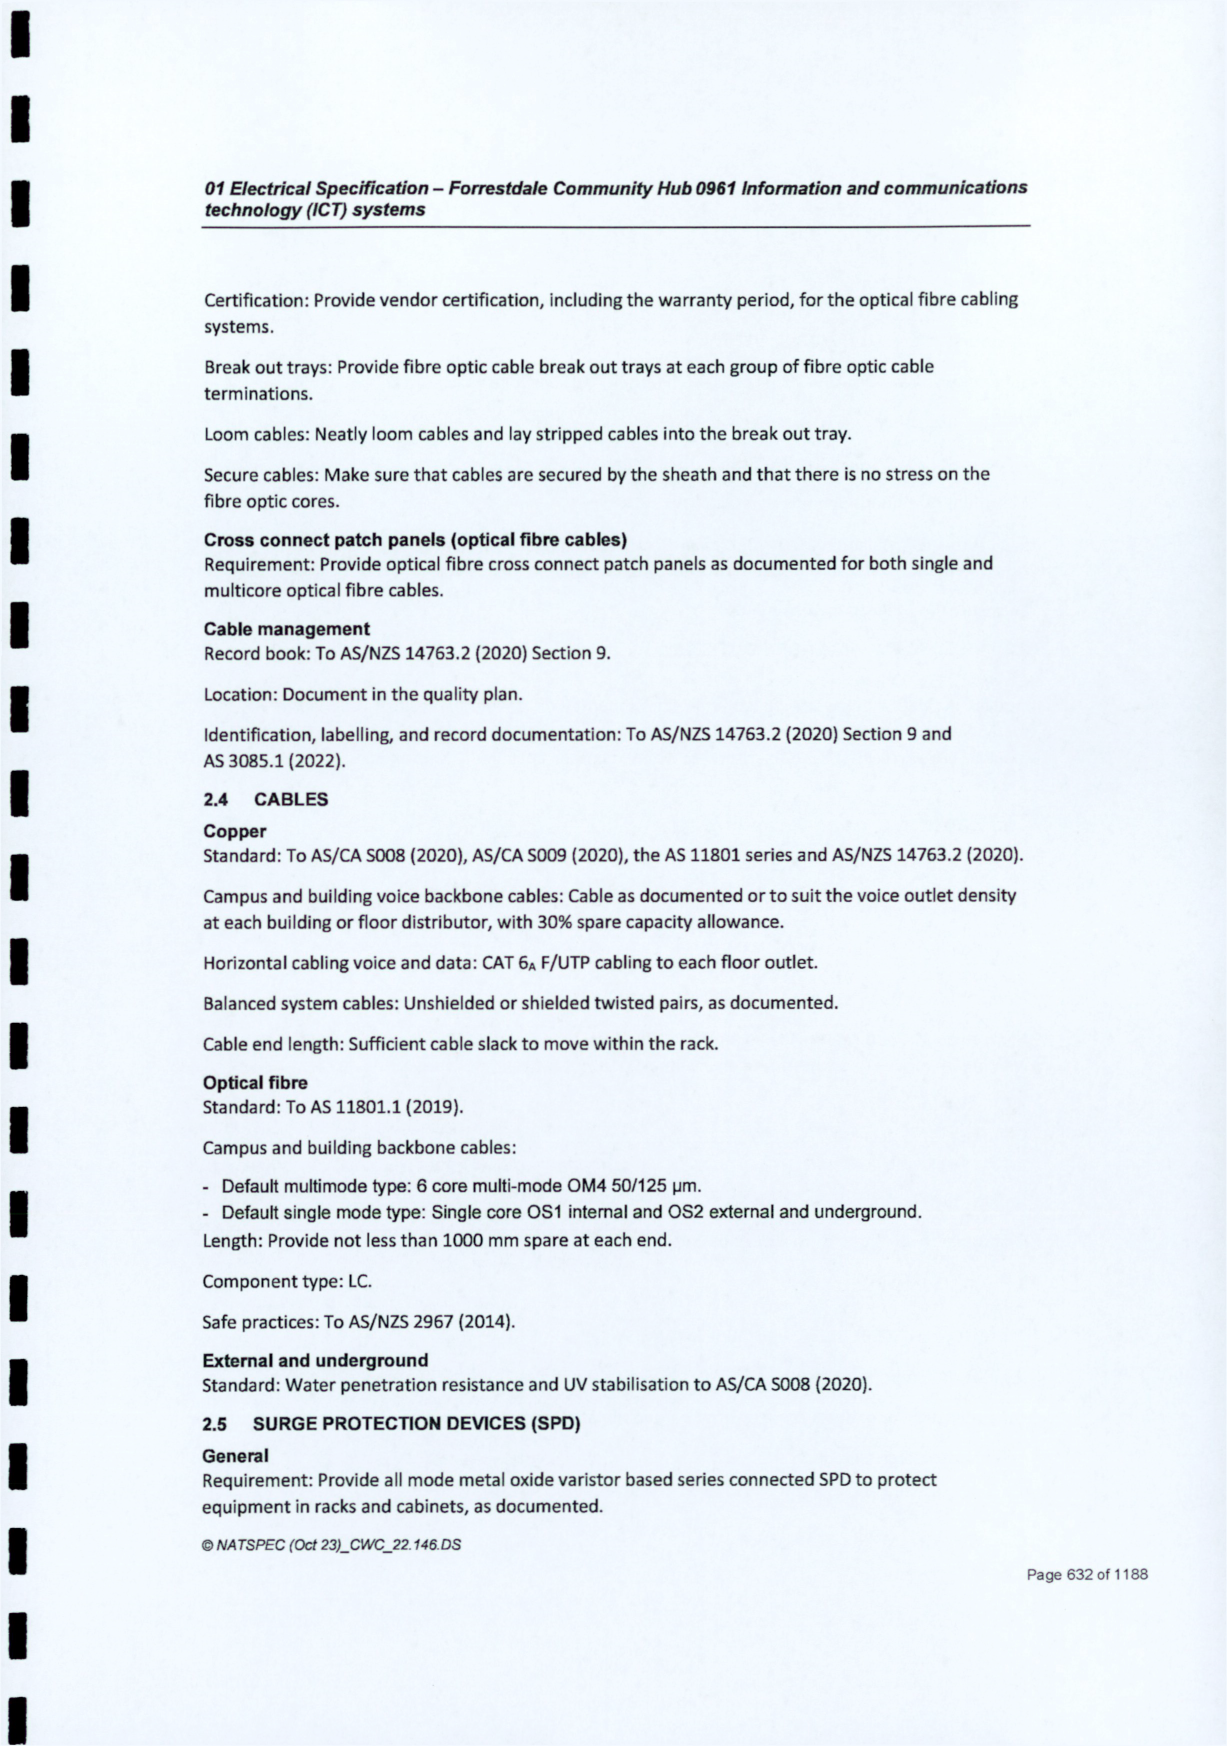 01 Electrical Specification – Forrestdale Community Hub 0961 Information and communications
technology (ICT) systems
Certification: Provide vendor certification, including the warranty period, for the optical fibre cabling
systems.
Break out trays: Provide fibre optic cable break out trays at each group of fibre optic cable
terminations.
Loom cables: Neatly loom cables and lay stripped cables into the break out tray.
Secure cables: Make sure that cables are secured by the sheath and that there is no stress on the
fibre optic cores.
Cross connect patch panels (optical fibre cables)
Requirement: Provide optical fibre cross connect patch panels as documented for both single and
multicore optical fibre cables.
Cable management
Record book: To AS/NZS 14763.2 (2020) Section 9.
Location: Document in the quality plan.
Identification, labelling, and record documentation: To AS/NZS 14763.2 (2020) Section 9 and
AS 3085.1 (2022).
2.4 CABLES
Copper
Standard: To AS/CA S008 (2020), AS/CA S009 (2020), the AS 11801 series and AS/NZS 14763.2 (2020).
Campus and building voice backbone cables: Cable as documented or to suit the voice outlet density
at each building or floor distributor, with 30% spare capacity allowance.
Horizontal cabling voice and data: CAT 6A F/UTP cabling to each floor outlet.
Balanced system cables: Unshielded or shielded twisted pairs, as documented.
Cable end length: Sufficient cable slack to move within the rack.
Optical fibre
Standard: To AS 11801.1 (2019).
Campus and building backbone cables:
- Default multimode type: 6 core multi-mode OM4 50/125 µm.
- Default single mode type: Single core OS1 internal and OS2 external and underground.
Length: Provide not less than 1000 mm spare at each end.
Component type: LC.
Safe practices: To AS/NZS 2967 (2014).
External and underground
Standard: Water penetration resistance and UV stabilisation to AS/CA S008 (2020).
2.5 SURGE PROTECTION DEVICES (SPD)
General
Requirement: Provide all mode metal oxide varistor based series connected SPD to protect
equipment in racks and cabinets, as documented.
© NATSPEC (Oct 23)_CWC_22.146.DS
Page 632 of 1188